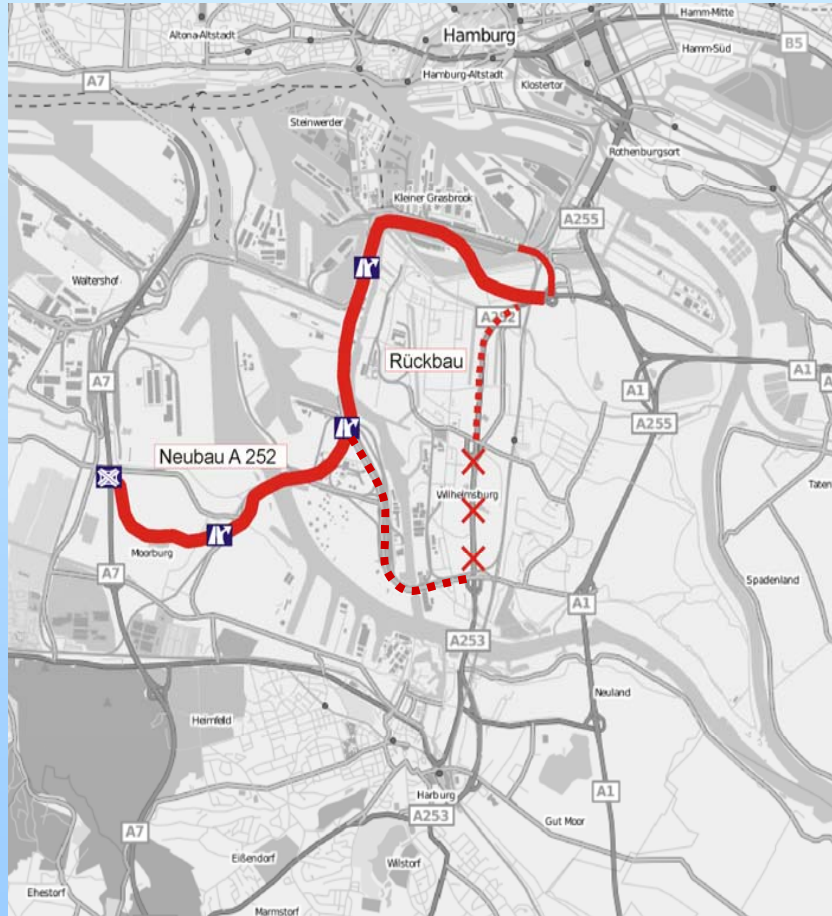 Hamm-Mitte
Altona-Altstadt
Hamburg
B5
Hamm-Süd
A7
Hamburg-Altstadt
Klostertor
Steinwerder
Rothenburgsort
Kleiner Grasbrook
A255
Waltershof
A252
Rückbau
A7
A1
A1
A255
Neubau A 252
Wilhelmsburg
Taten
Moorburg
A7
Spadenland
A1
A253
Neuland
Heimfeld
Harburg
A1
A253
Gut Moor
A7
Eißendorf
Wilstorf
Ehestorf
Marmstorf